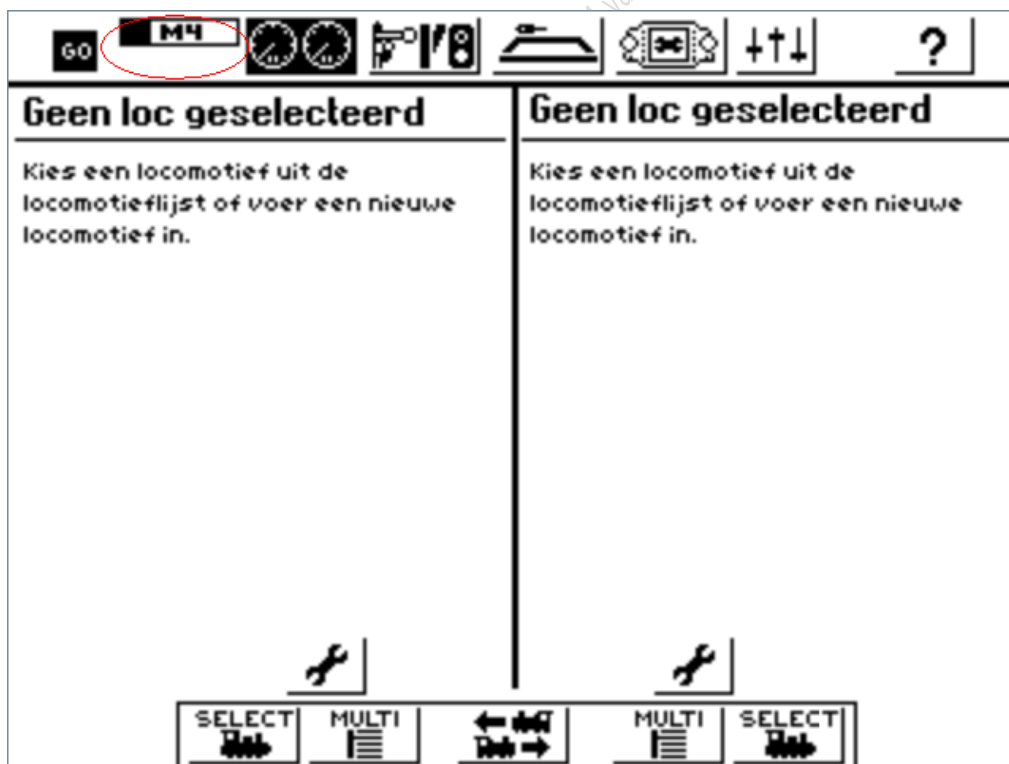 GO
M4
?
Geen loc geselecteerd
Kies een locomotief uit de
locomotieflijst of voer een nieuwe
locomotief in.
Geen loc geselecteerd
Kies een locomotief uit de
locomotieflijst of voer een nieuwe
locomotief in.
SELECT MULTI MULTI SELECT